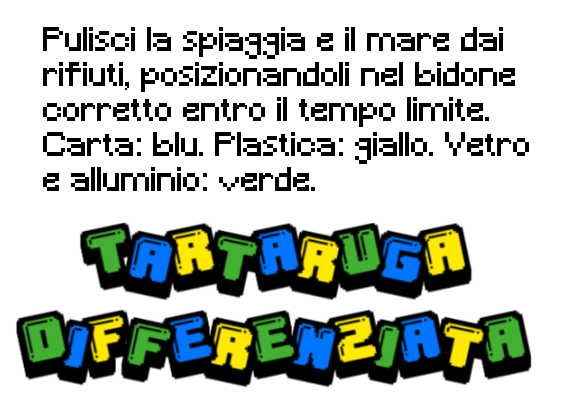 Pulisci la spiaggia e il mare dai
rifiuti, posizionandoli nel bidone
corretto entro il tempo limite.
Carta: blu. Plastica: giallo. Vetro
e alluminio: verde.
TARTARUGA
DIFFERENZIATA